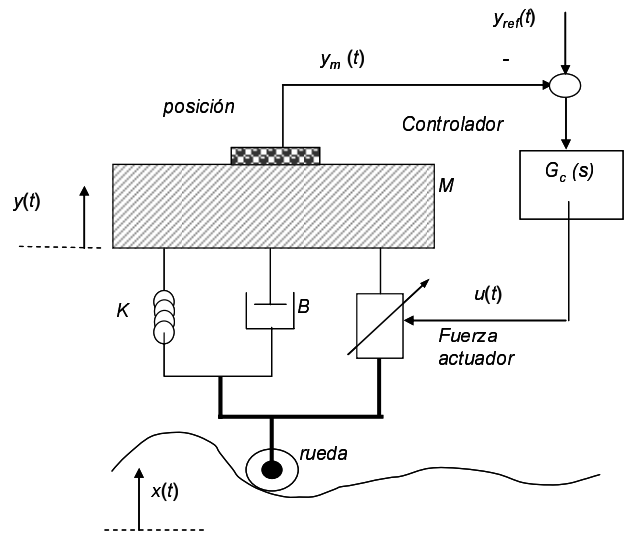 y_ref(t)
y_m (t)
-
posición
Controlador
G_c (s)
M
y(t)
u(t)
K
B
Fuerza
actuador
rueda
x(t)